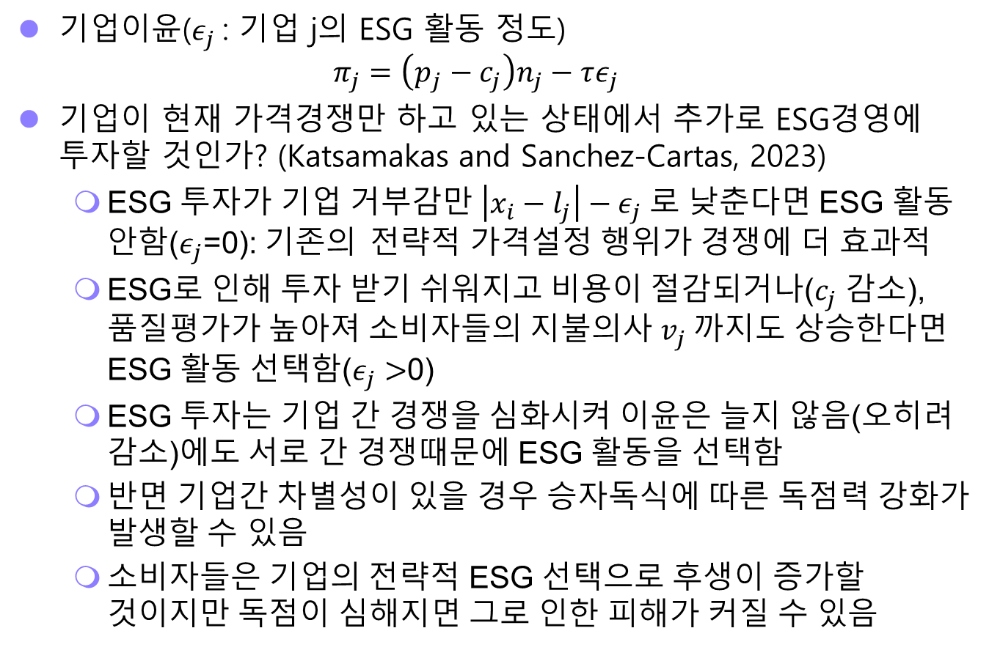 ● 기업이윤(ϵⱼ : 기업 j의 ESG 활동 정도)
πⱼ = (pⱼ − cⱼ)nⱼ − τϵⱼ
● 기업이 현재 가격경쟁만 하고 있는 상태에서 추가로 ESG경영에
투자할 것인가? (Katsamakas and Sanchez-Cartas, 2023)
❍ ESG 투자가 기업 거부감만 |xᵢ − lⱼ| − ϵⱼ 로 낮춘다면 ESG 활동
안함(ϵⱼ=0): 기존의 전략적 가격설정 행위가 경쟁에 더 효과적
❍ ESG로 인해 투자 받기 쉬워지고 비용이 절감되거나(cⱼ 감소),
품질평가가 높아져 소비자들의 지불의사 vⱼ 까지도 상승한다면
ESG 활동 선택함(ϵⱼ >0)
❍ ESG 투자는 기업 간 경쟁을 심화시켜 이윤은 늘지 않음(오히려
감소)에도 서로 간 경쟁때문에 ESG 활동을 선택함
❍ 반면 기업간 차별성이 있을 경우 승자독식에 따른 독점력 강화가
발생할 수 있음
❍ 소비자들은 기업의 전략적 ESG 선택으로 후생이 증가할
것이지만 독점이 심해지면 그로 인한 피해가 커질 수 있음